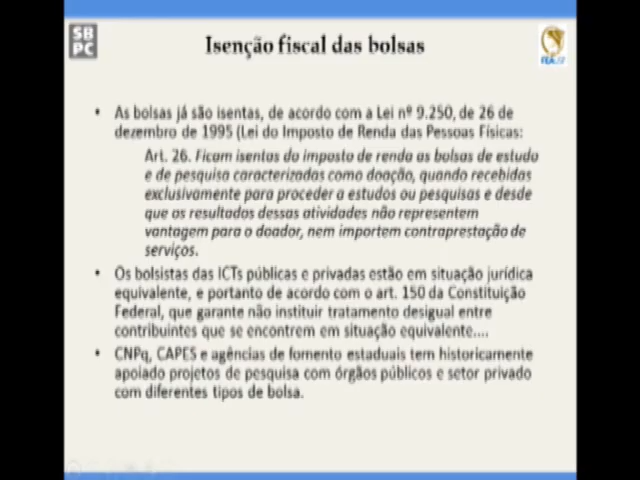 SB
PC
Isenção fiscal das bolsas
• As bolsas já são isentas, de acordo com a Lei nº 9.250, de 26 de
dezembro de 1995 (Lei do Imposto de Renda das Pessoas Físicas:
Art. 26. Ficam isentas do imposto de renda as bolsas de estudo
e de pesquisa caracterizadas como doação, quando recebidas
exclusivamente para proceder a estudos ou pesquisas e desde
que os resultados dessas atividades não representem
vantagem para o doador, nem importem contraprestação de
serviços.
• Os bolsistas das ICTs públicas e privadas estão em situação jurídica
equivalente, e portanto de acordo com o art. 150 da Constituição
Federal, que garante não instituir tratamento desigual entre
contribuintes que se encontrem em situação equivalente....
• CNPq, CAPES e agências de fomento estaduais tem historicamente
apoiado projetos de pesquisa com órgãos públicos e setor privado
com diferentes tipos de bolsa.